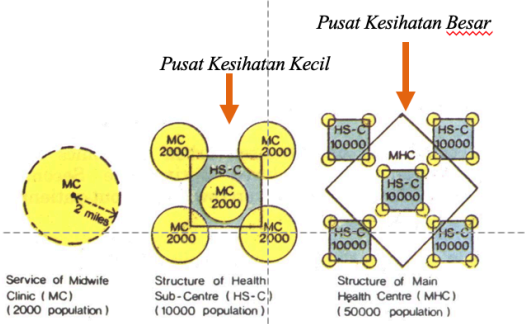 Pusat Kesihatan Besar
Pusat Kesihatan Kecil
MC
2 miles
MC
2000
MC
2000
HS-C
MC
2000
MC
2000
MC
2000
HS-C
10000
HS-C
10000
MHC
HS-C
10000
HS-C
10000
HS-C
10000
Service of Midwife
Clinic ( MC )
( 2000 population )
Structure of Health
Sub-Centre ( HS-C )
( 10000 population )
Structure of Main
Health Centre ( MHC )
( 50000 population )